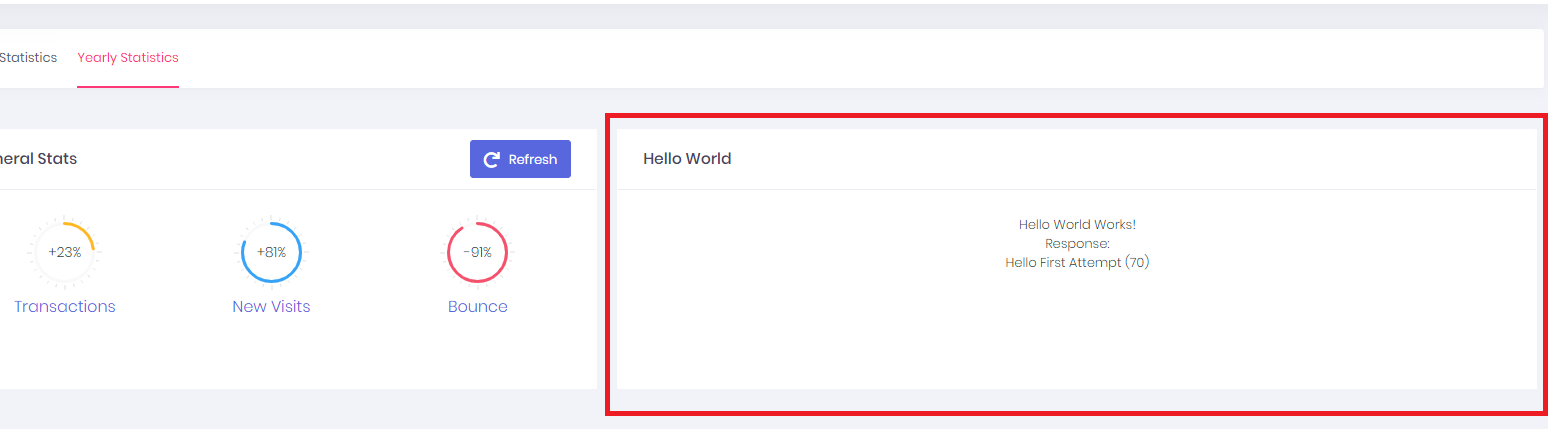 Statistics Yearly Statistics
neral Stats
Refresh
+23%
+81%
-91%
Transactions
New Visits
Bounce
Hello World
Hello World Works!
Response:
Hello First Attempt (70)